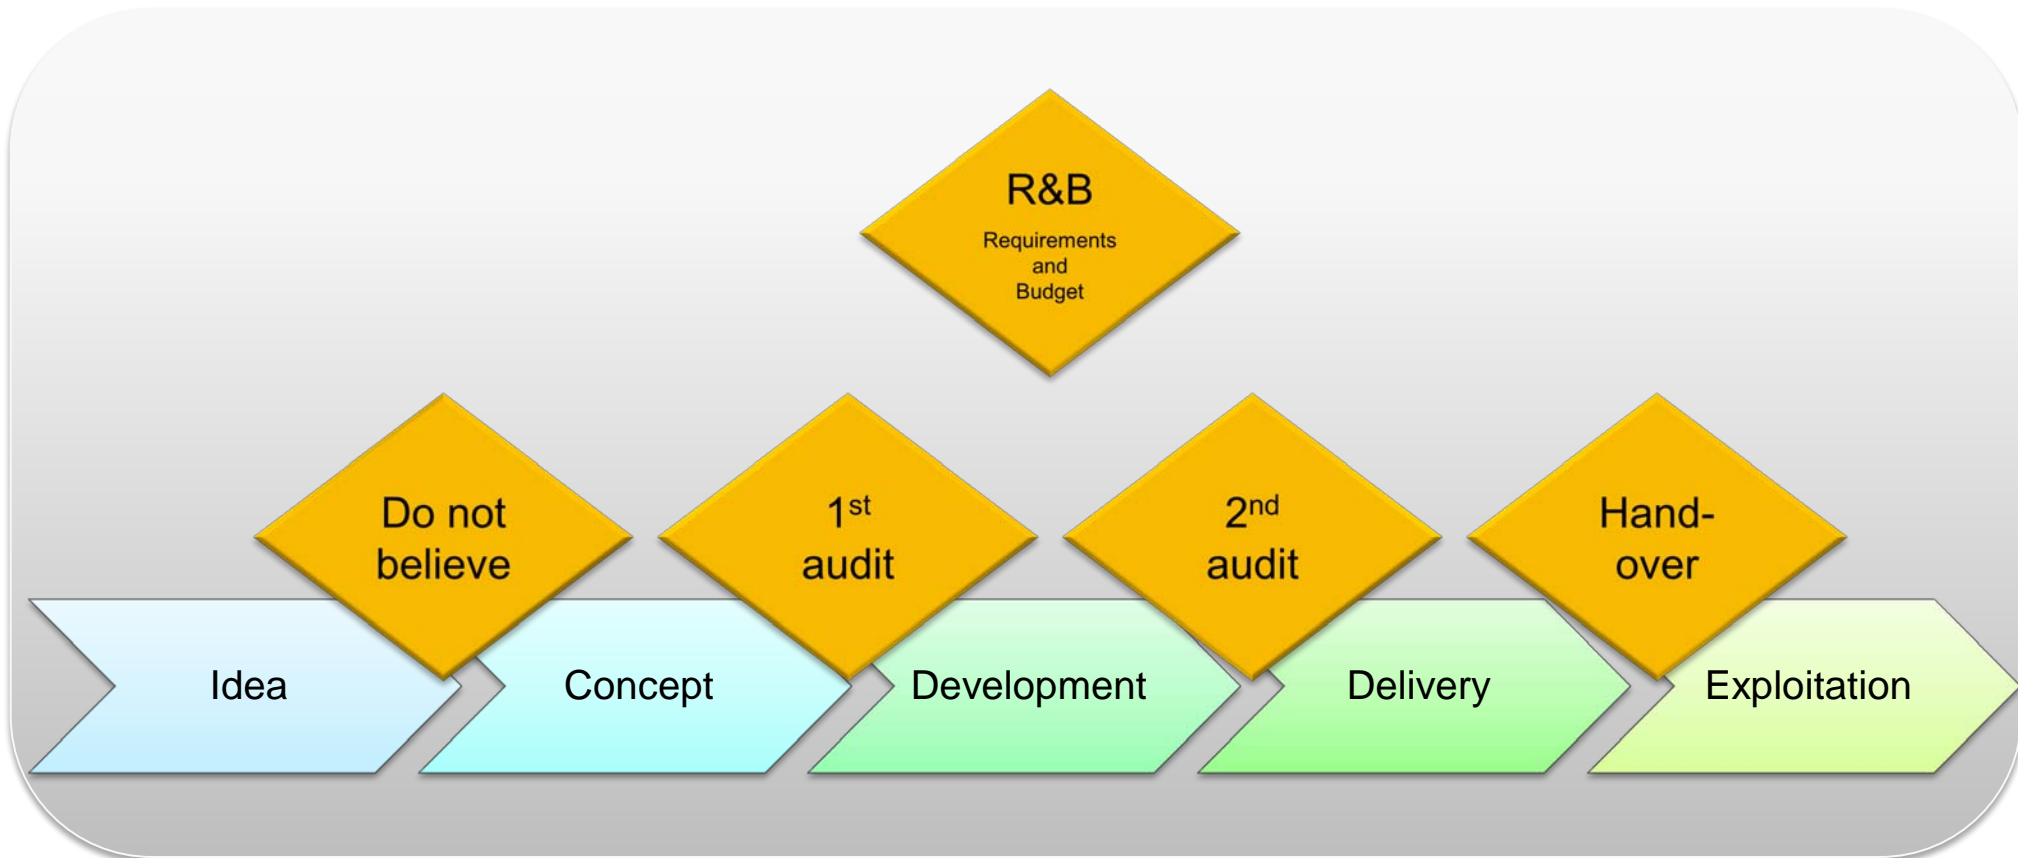 R&B
Requirements
and
Budget
Do not
believe
1st
audit
2nd
audit
Hand-
over
Idea
Concept
Development
Delivery
Exploitation